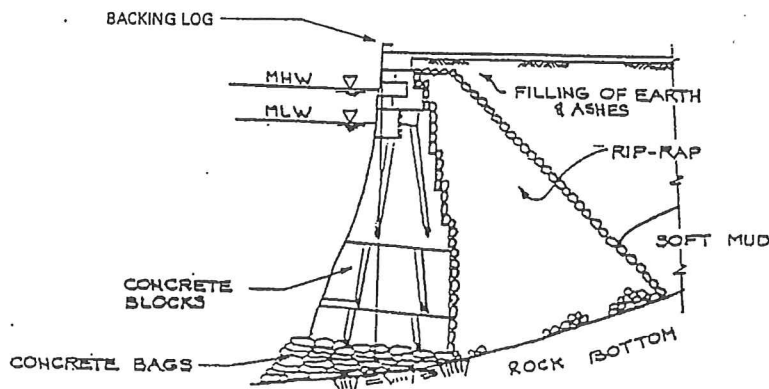 BACKING LOG
MHW
MLW
FILLING OF EARTH
& ASHES
RIP-RAP
SOFT MUD
CONCRETE
BLOCKS
CONCRETE BAGS
ROCK BOTTOM